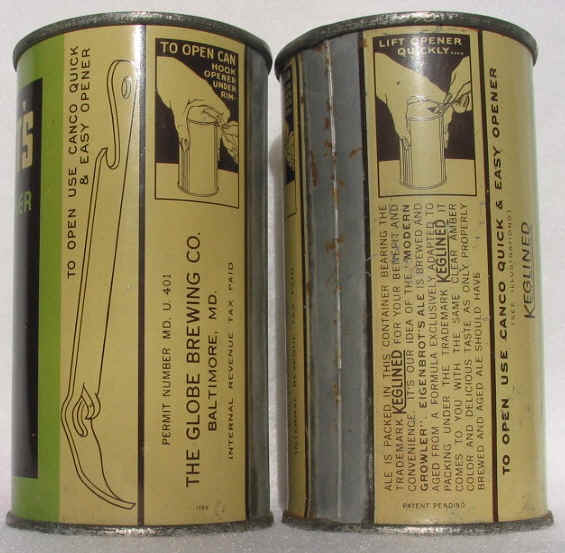 'S
ER
TO OPEN USE CANCO QUICK
& EASY OPENER
TO OPEN CAN
HOOK
OPENER
UNDER
RIM.
PERMIT NUMBER MD. U. 401
THE GLOBE BREWING CO.
BALTIMORE, MD.
INTERNAL REVENUE TAX PAID
LIFT OPENER
QUICKLY....
ALE IS PACKED IN THIS CONTAINER BEARING THE
TRADEMARK KEGLINED FOR YOUR BENEFIT AND
CONVENIENCE. IT'S OUR IDEA OF THE "MODERN
GROWLER". EIGENBROT'S ALE IS BREWED AND
AGED FROM A FORMULA EXCLUSIVELY ADAPTED TO
PACKING UNDER THE TRADEMARK KEGLINED IT
COMES TO YOU WITH THE SAME CLEAR AMBER
COLOR AND DELICIOUS TASTE AS ONLY PROPERLY
BREWED AND AGED ALE SHOULD HAVE
PATENT PENDING
TO OPEN USE CANCO QUICK & EASY OPENER
(SEE ILLUSTRATIONS)
KEGLINED